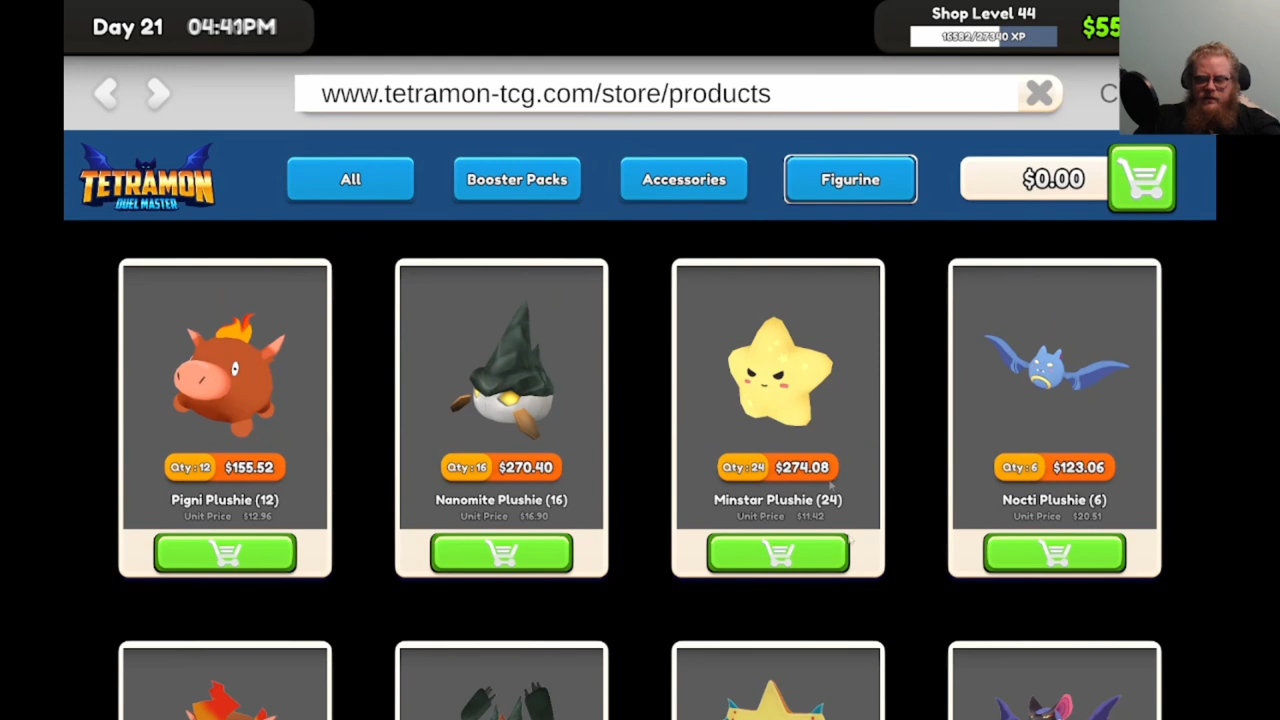 Day 21 04:41PM
Shop Level 44
16582/27340 XP
$55
www.tetramon-tcg.com/store/products
C
TETRAMON
DUEL MASTER
All
Booster Packs
Accessories
Figurine
$0.00
Qty : 12 $155.52
Pigni Plushie (12)
Unit Price $12.96
Qty : 16 $270.40
Nanomite Plushie (16)
Unit Price $16.90
Qty : 24 $274.08
Minstar Plushie (24)
Unit Price $11.42
Qty : 6 $123.06
Nocti Plushie (6)
Unit Price $20.51